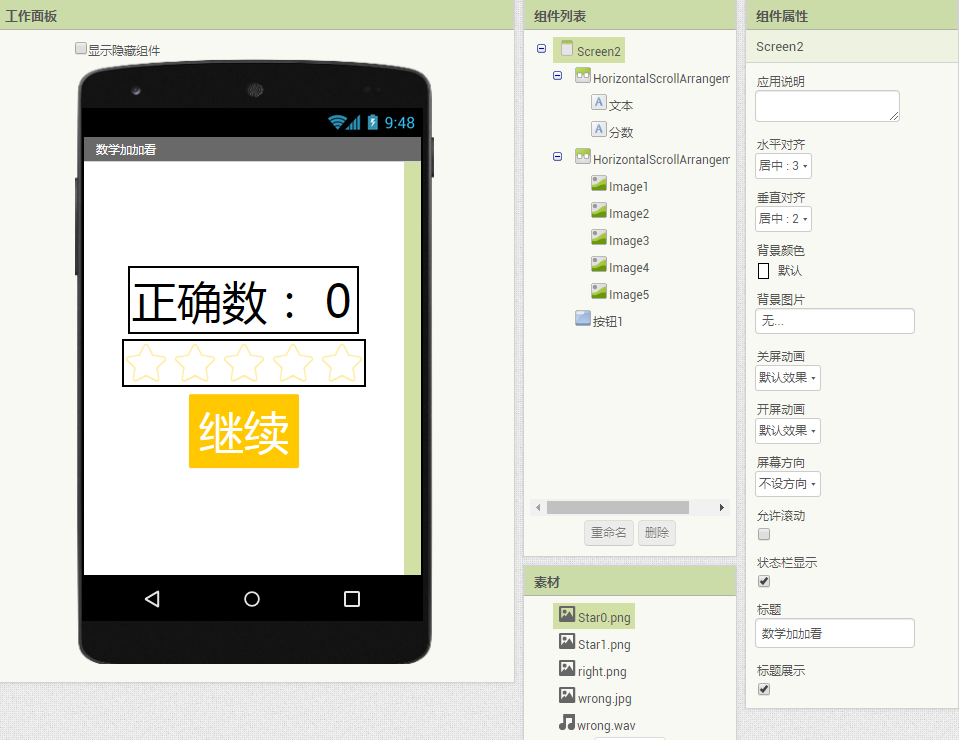 工作面板
显示隐藏组件
9:48
数学加加看
正确数： 0
继续
组件列表
Screen2
HorizontalScrollArrangem
文本
分数
HorizontalScrollArrangem
Image1
Image2
Image3
Image4
Image5
按钮1
重命名 删除
素材
Star0.png
Star1.png
right.png
wrong.jpg
wrong.wav
组件属性
Screen2
应用说明
水平对齐
居中 : 3
垂直对齐
居中 : 2
背景颜色
默认
背景图片
无...
关屏动画
默认效果
开屏动画
默认效果
屏幕方向
不设方向
允许滚动
状态栏显示
标题
数学加加看
标题展示